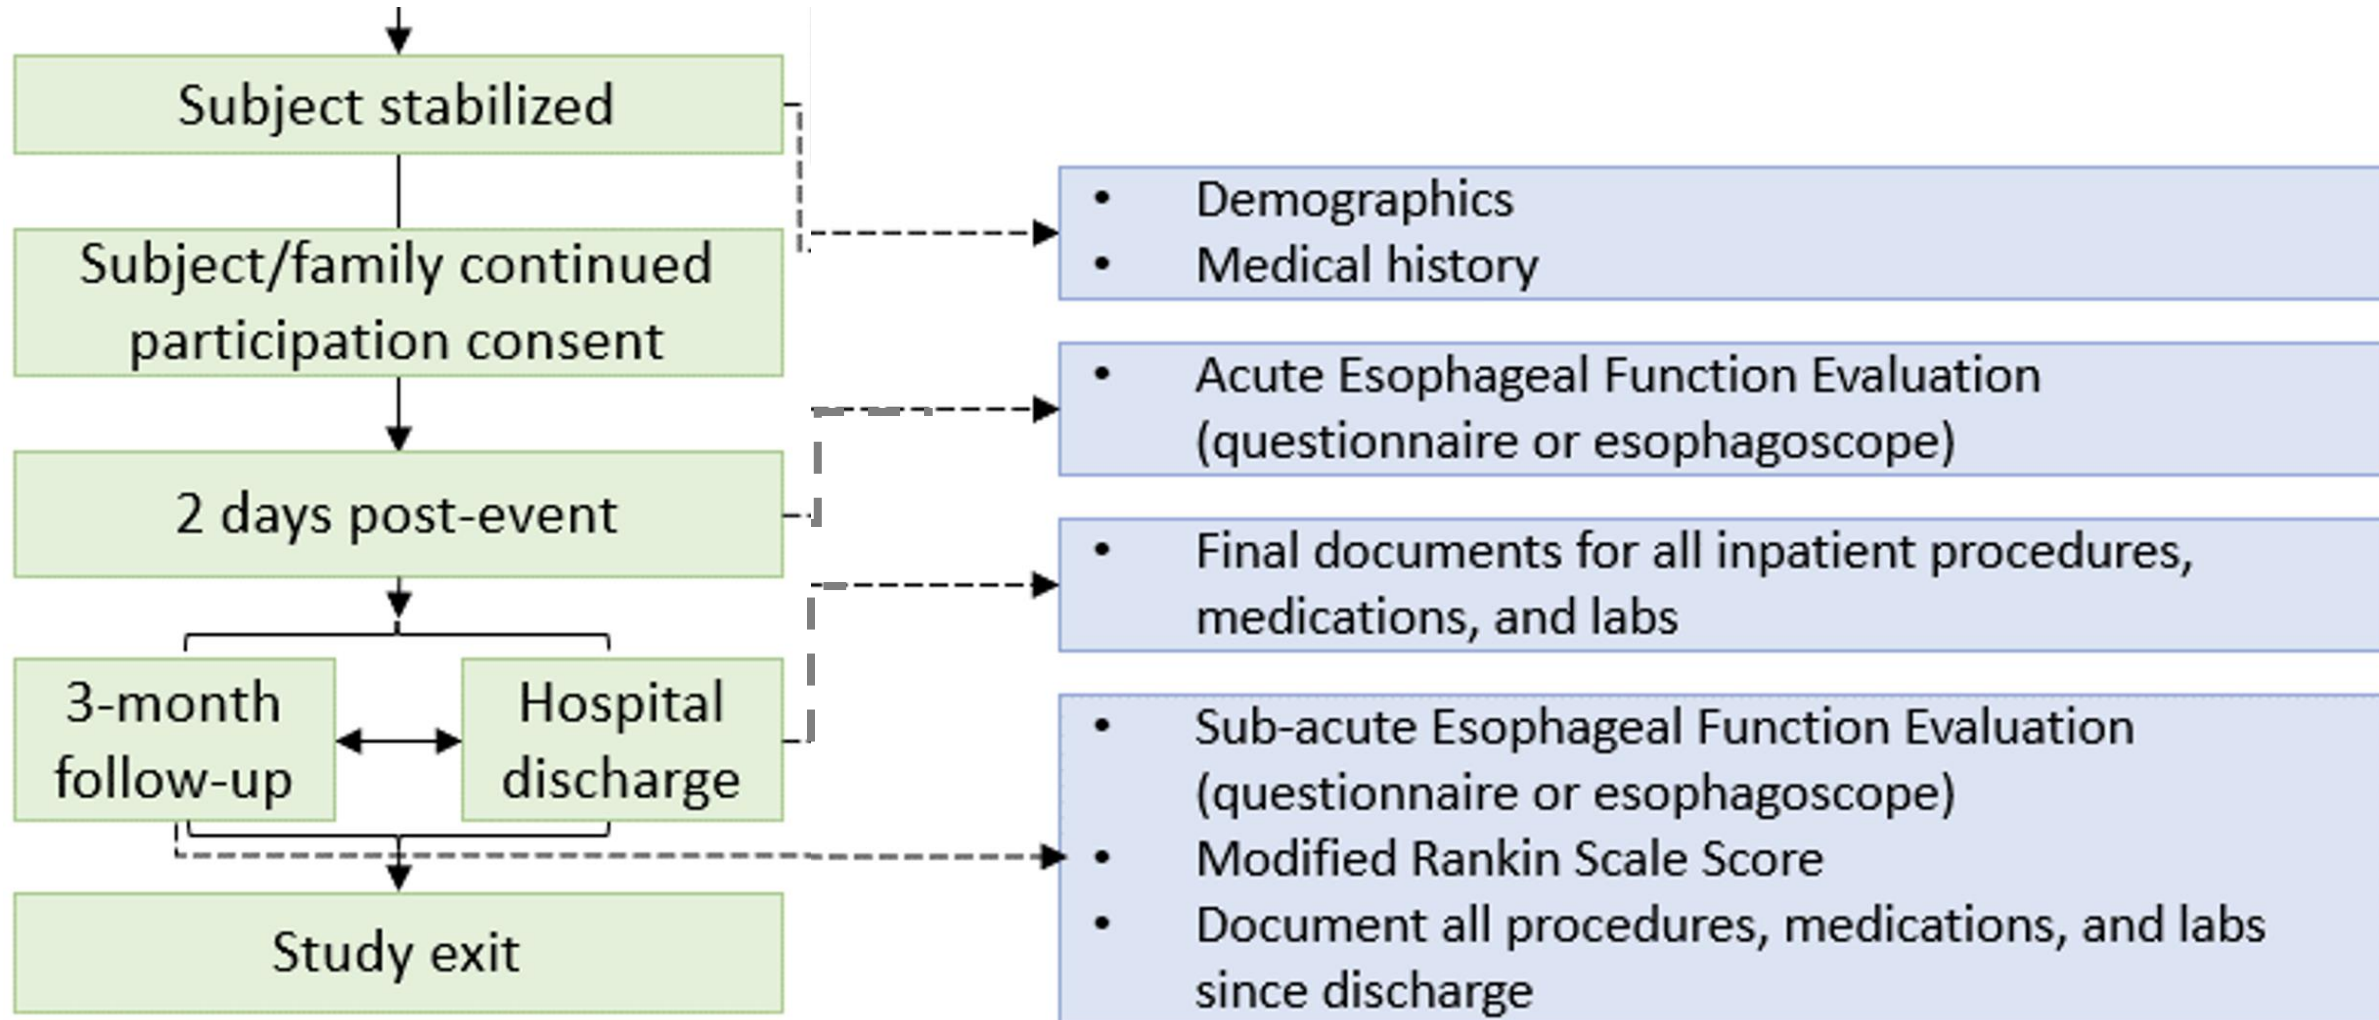 Subject stabilized
Subject/family continued
participation consent
2 days post-event
3-month
follow-up
Hospital
discharge
Study exit
• Demographics
• Medical history
• Acute Esophageal Function Evaluation
(questionnaire or esophagoscope)
• Final documents for all inpatient procedures,
medications, and labs
• Sub-acute Esophageal Function Evaluation
(questionnaire or esophagoscope)
• Modified Rankin Scale Score
• Document all procedures, medications, and labs
since discharge